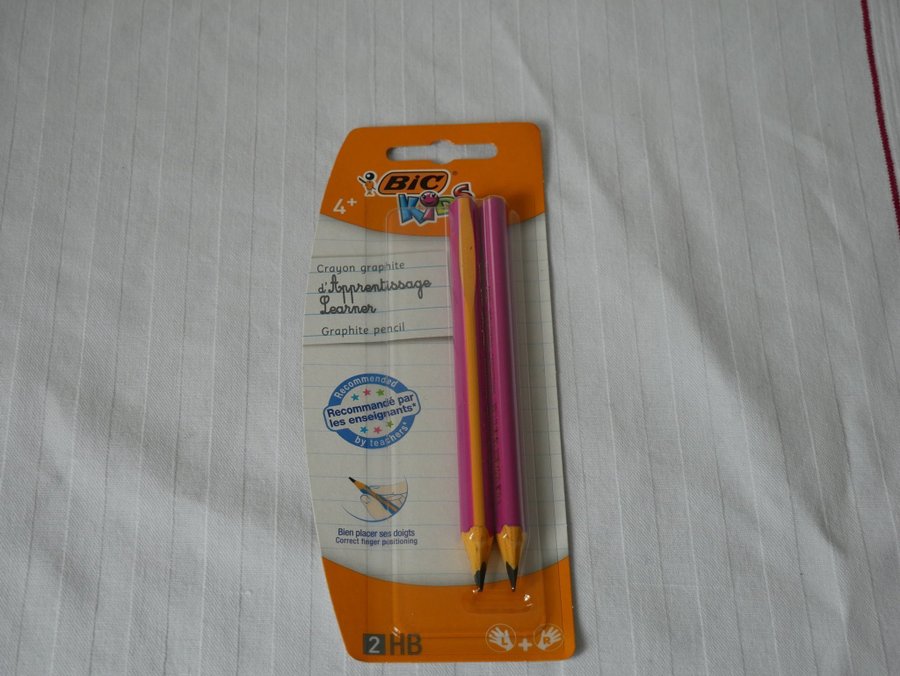 BIC
KIDS
4+
Crayon graphite
d'Apprentissage
Learner
Graphite pencil
Recommended
Recommandé par
les enseignants*
by teachers*
Bien placer ses doigts
Correct finger positioning
2 HB
L + R